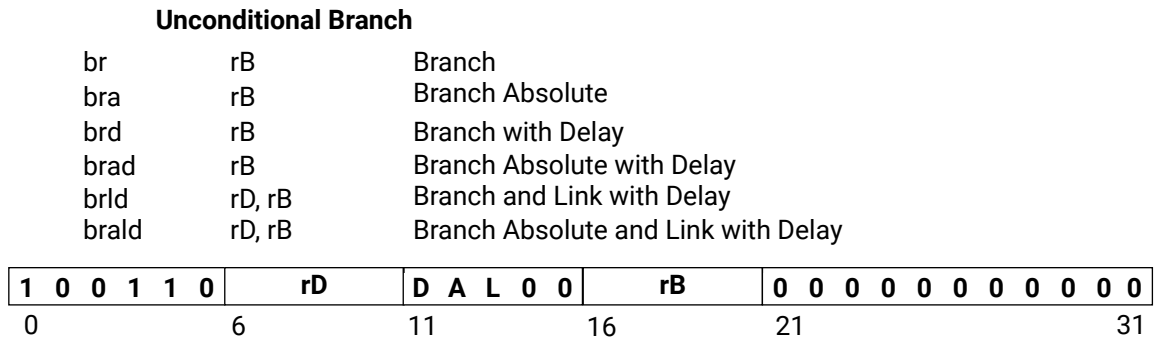 Unconditional Branch
br rB Branch
bra rB Branch Absolute
brd rB Branch with Delay
brad rB Branch Absolute with Delay
brld rD, rB Branch and Link with Delay
brald rD, rB Branch Absolute and Link with Delay
1 0 0 1 1 0 rD D A L 0 0 rB 0 0 0 0 0 0 0 0 0 0 0
0 6 11 16 21 31